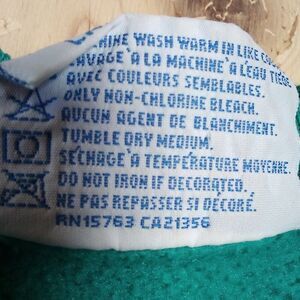 MACHINE WASH WARM IN LIKE
LAVAGE À LA MACHINE À L'EAU TIÈDE
AVEC COULEURS SEMBLABLES.
ONLY NON-CHLORINE BLEACH.
AUCUN AGENT DE BLANCHIMENT.
TUMBLE DRY MEDIUM.
SÉCHAGE À TEMPÉRATURE MOYENNE.
DO NOT IRON IF DECORATED.
NE PAS REPASSER SI DÉCORÉ.
RN15763 CA21356